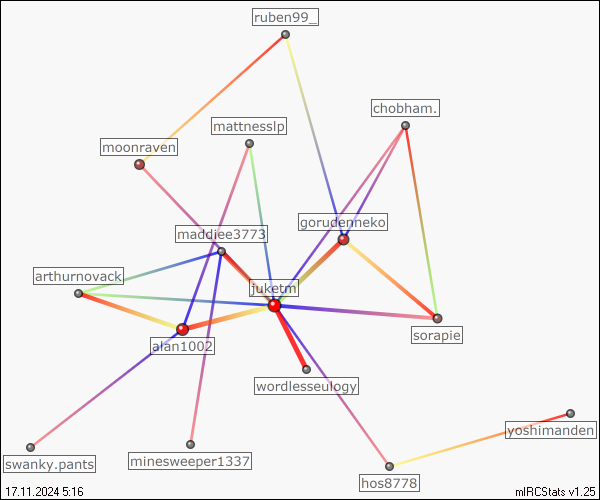 ruben99_
chobham.
mattnesslp
moonraven
gorudenneko
maddiee3773
arthurnovack.
juketm
sorapie
alan1002
wordlesseulogy
yoshimanden
swanky.pants
minesweeper1337
hos8778
17.11.2024 5:16
mIRCStats v1.25